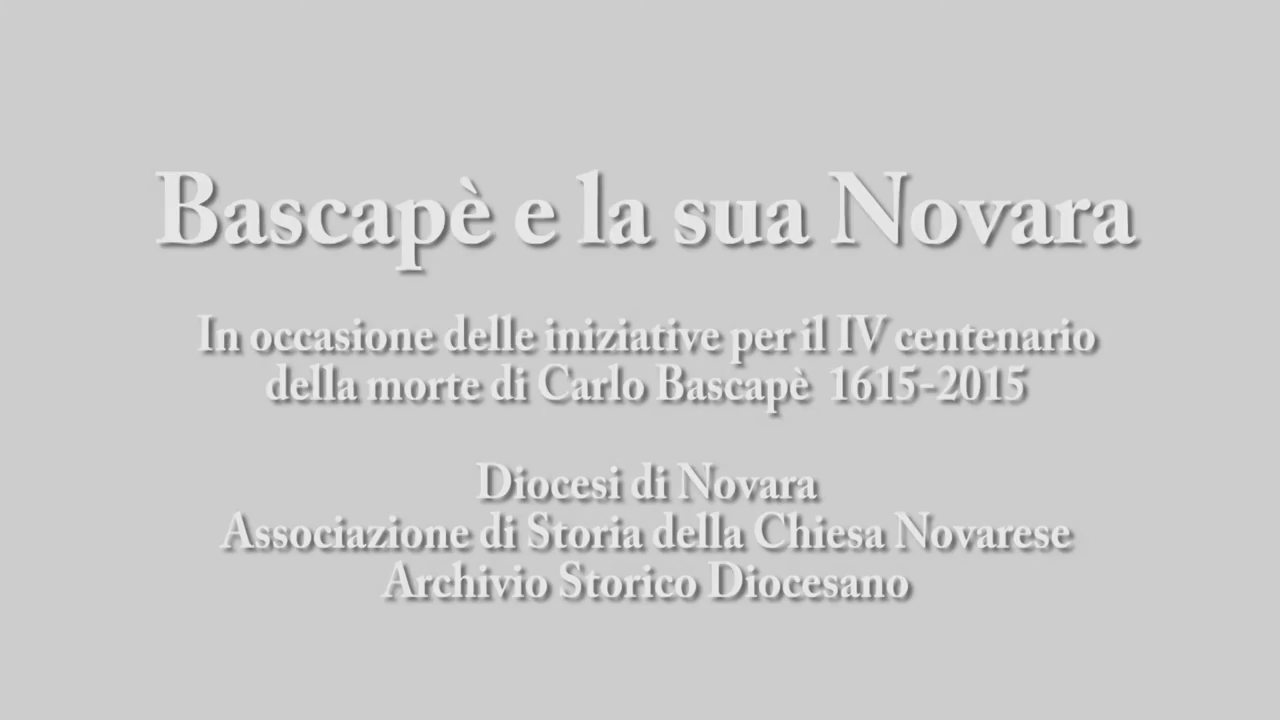 Bascapè e la sua Novara
In occasione delle iniziative per il IV centenario
della morte di Carlo Bascapè 1615-2015
Diocesi di Novara
Associazione di Storia della Chiesa Novarese
Archivio Storico Diocesano